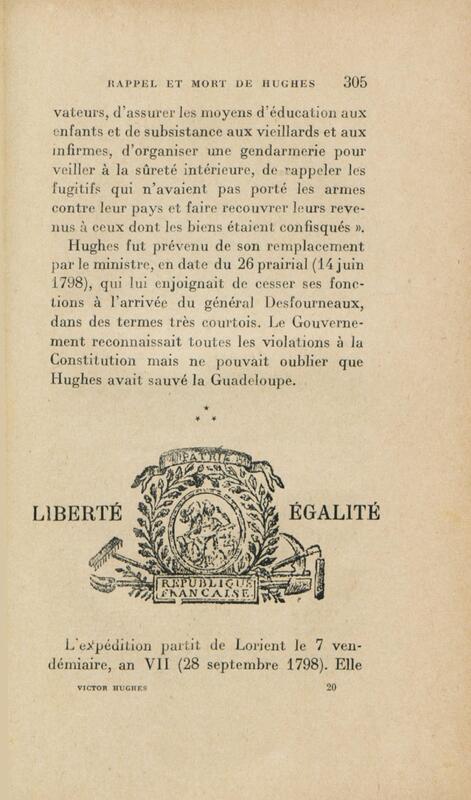 RAPPEL ET MORT DE HUGHES 305
vateurs, d'assurer les moyens d'éducation aux
enfants et de subsistance aux vieillards et aux
infirmes, d'organiser une gendarmerie pour
veiller à la sûreté intérieure, de rappeler les
fugitifs qui n'avaient pas porté les armes
contre leur pays et faire recouvrer leurs reve-
nus à ceux dont les biens étaient confisqués ».
Hughes fut prévenu de son remplacement
par le ministre, en date du 26 prairial (14 juin
1798), qui lui enjoignait de cesser ses fonc-
tions à l'arrivée du général Desfourneaux,
dans des termes très courtois. Le Gouverne-
ment reconnaissait toutes les violations à la
Constitution mais ne pouvait oublier que
Hughes avait sauvé la Guadeloupe.
PATRIE
LIBERTÉ ÉGALITÉ
REPUBLIQUE
FRANCAISE
L'expédition partit de Lorient le 7 ven-
démiaire, an VII (28 septembre 1798). Elle
VICTOR HUGHES 20